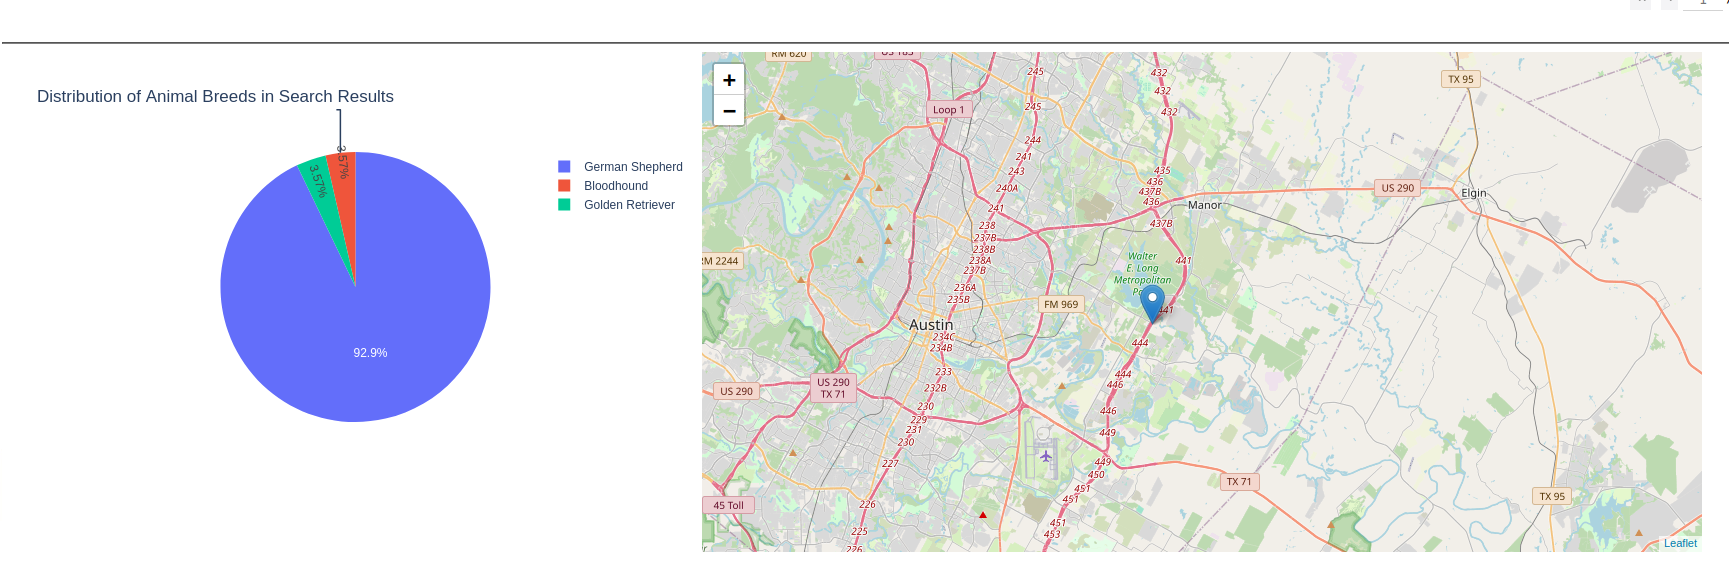 Distribution of Animal Breeds in Search Results
3.57%
3.57%
92.9%
German Shepherd
Bloodhound
Golden Retriever
+
−
RM 620
US 183
Loop 1
245
245
244
241
243
240A
241
238
237B
238B
238A
237B
236A
235B
432
432
432
435
436
437B
436
437B
441
441
TX 95
US 290
Elgin
Manor
RM 2244
Walter
E. Long
Metropolitan
FM 969
Austin
234C
234B
233
232B
230
229
231
230
227
226
225
226
444
444
446
446
449
449
450
451
451
451
453
US 290
US 290
TX 71
45 Toll
TX 71
TX 95
Leaflet